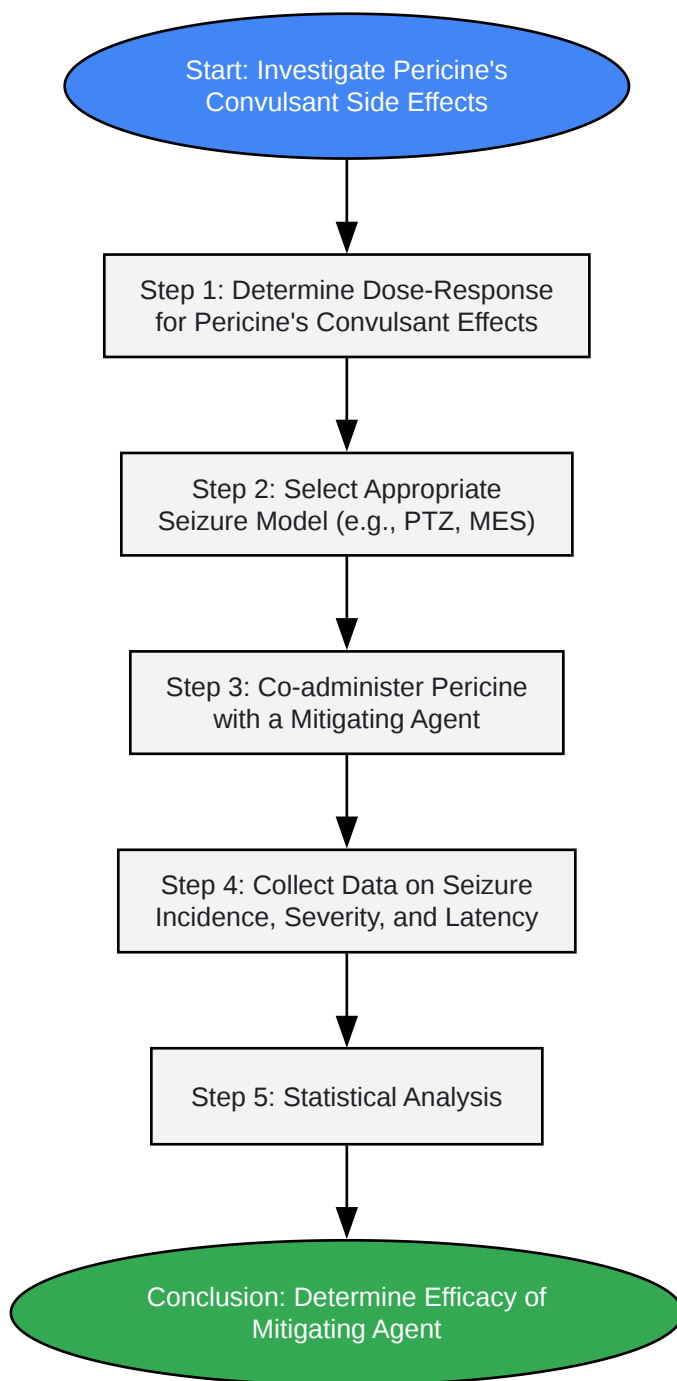 Start: Investigate Pericine's
Convulsant Side Effects
Step 1: Determine Dose-Response
for Pericine's Convulsant Effects
Step 2: Select Appropriate
Seizure Model (e.g., PTZ, MES)
Step 3: Co-administer Pericine
with a Mitigating Agent
Step 4: Collect Data on Seizure
Incidence, Severity, and Latency
Step 5: Statistical Analysis
Conclusion: Determine Efficacy of
Mitigating Agent